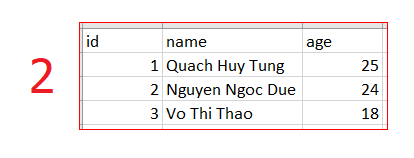 2
id name age
1 Quach Huy Tung 25
2 Nguyen Ngoc Due 24
3 Vo Thi Thao 18